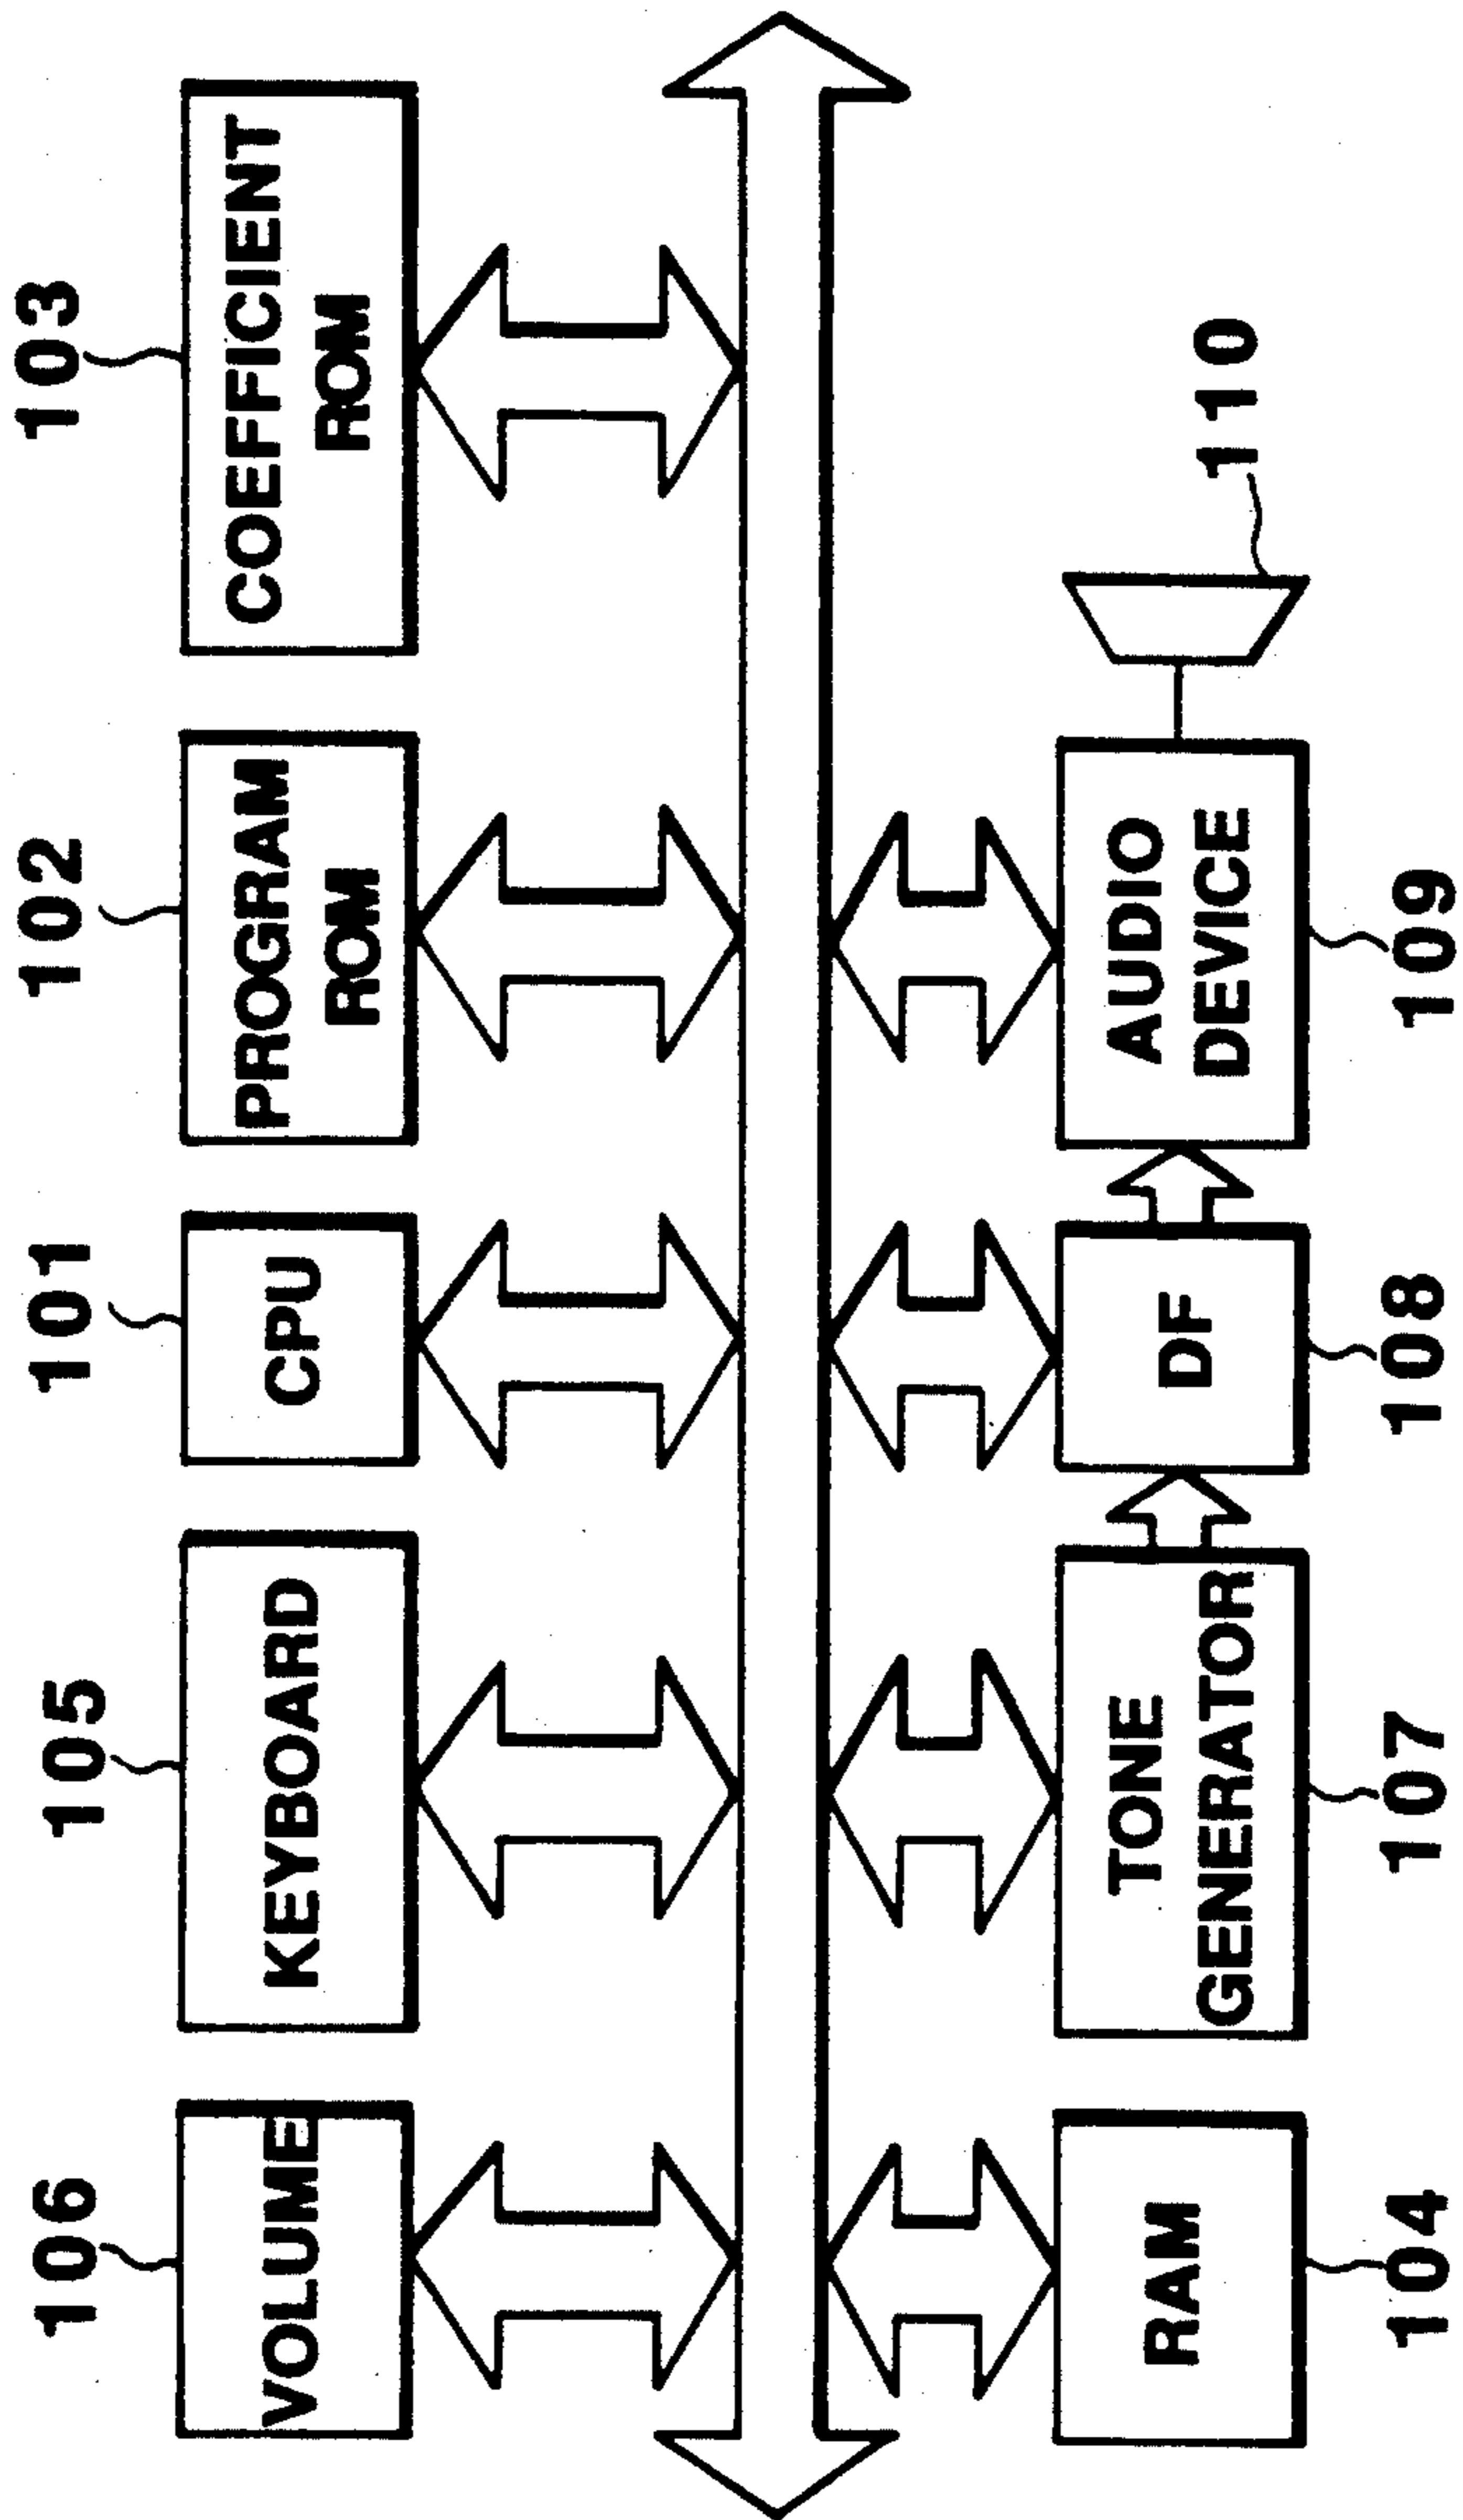 106
105
101
102
103
VOLUME
KEYBOARD
CPU
PROGRAM
ROM
COEFFICIENT
ROM
110
RAM
TONE
GENERATOR
DF
AUDIO
DEVICE
104
107
108
109